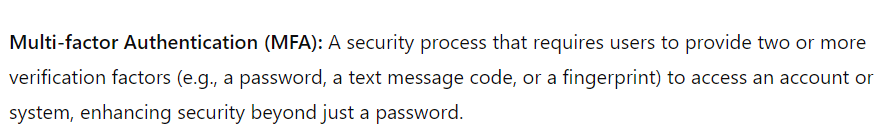 Multi-factor Authentication (MFA): A security process that requires users to provide two or more
verification factors (e.g., a password, a text message code, or a fingerprint) to access an account or
system, enhancing security beyond just a password.